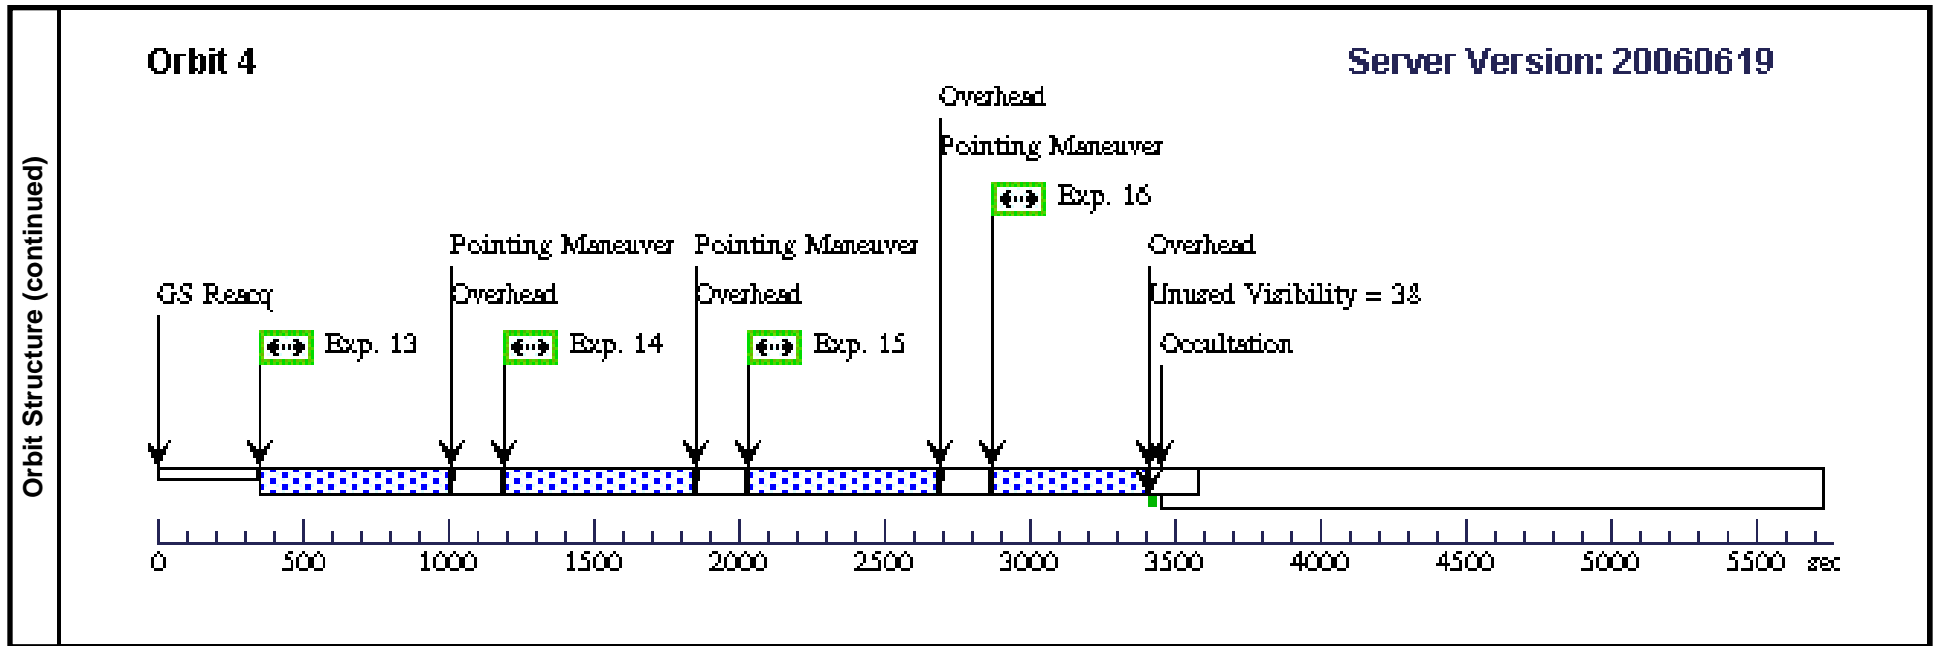 Orbit Structure (continued)
Orbit 4
Server Version: 20060619
Overhead
Pointing Maneuver
Exp. 16
Pointing Maneuver
Pointing Maneuver
Overhead
GS Reacq
Overhead
Overhead
Unused Visibility = 38
Exp. 13
Exp. 14
Exp. 15
Occultation
0 500 1000 1500 2000 2500 3000 3500 4000 4500 5000 5500 sec